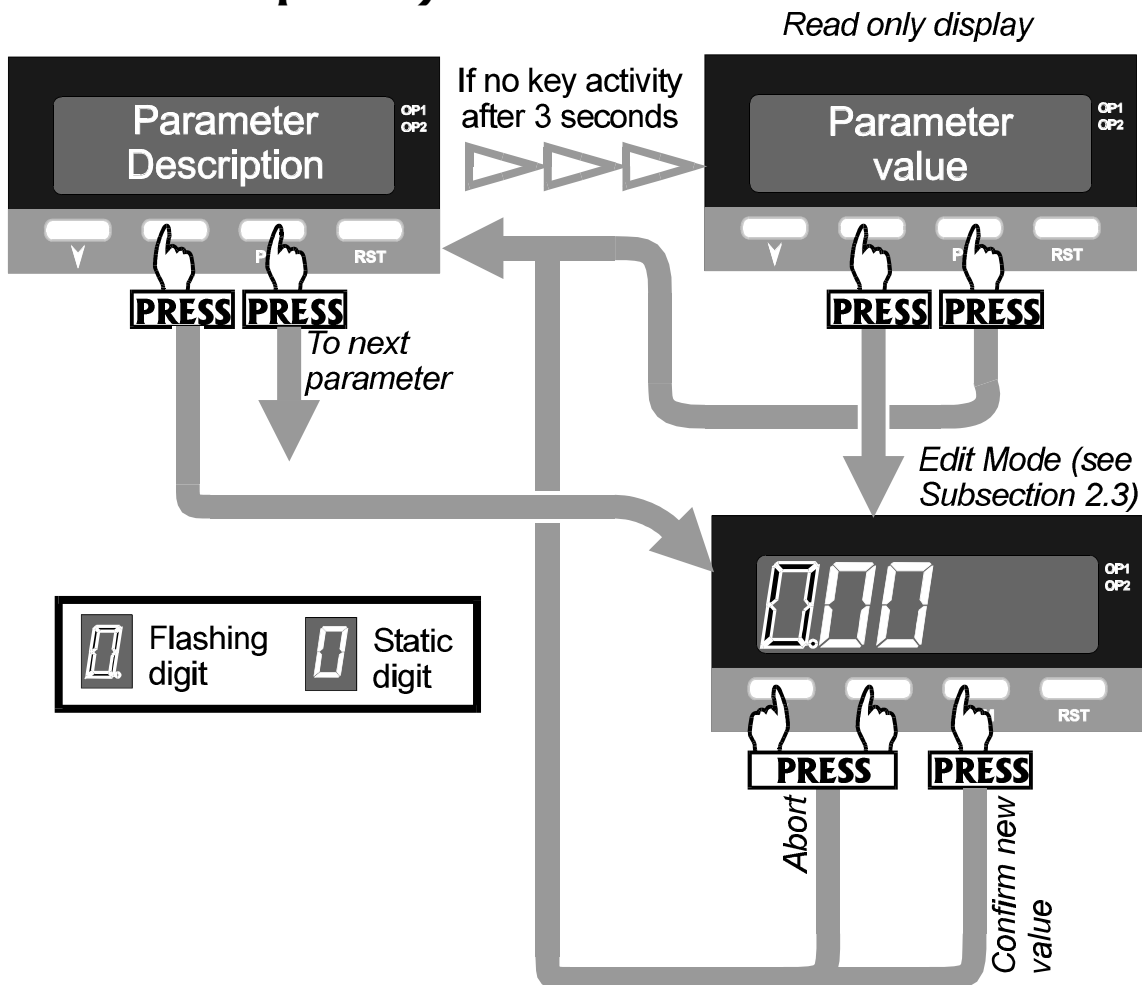 Read only display
Parameter
Description
OP1
OP2
If no key activity
after 3 seconds
Parameter
value
OP1
OP2
P
RST
P
RST
PRESS
PRESS
PRESS
PRESS
To next
parameter
Edit Mode (see
Subsection 2.3)
0.00
OP1
OP2
0.
Flashing
digit
0
Static
digit
RST
PRESS
PRESS
Abort
Confirm new
value